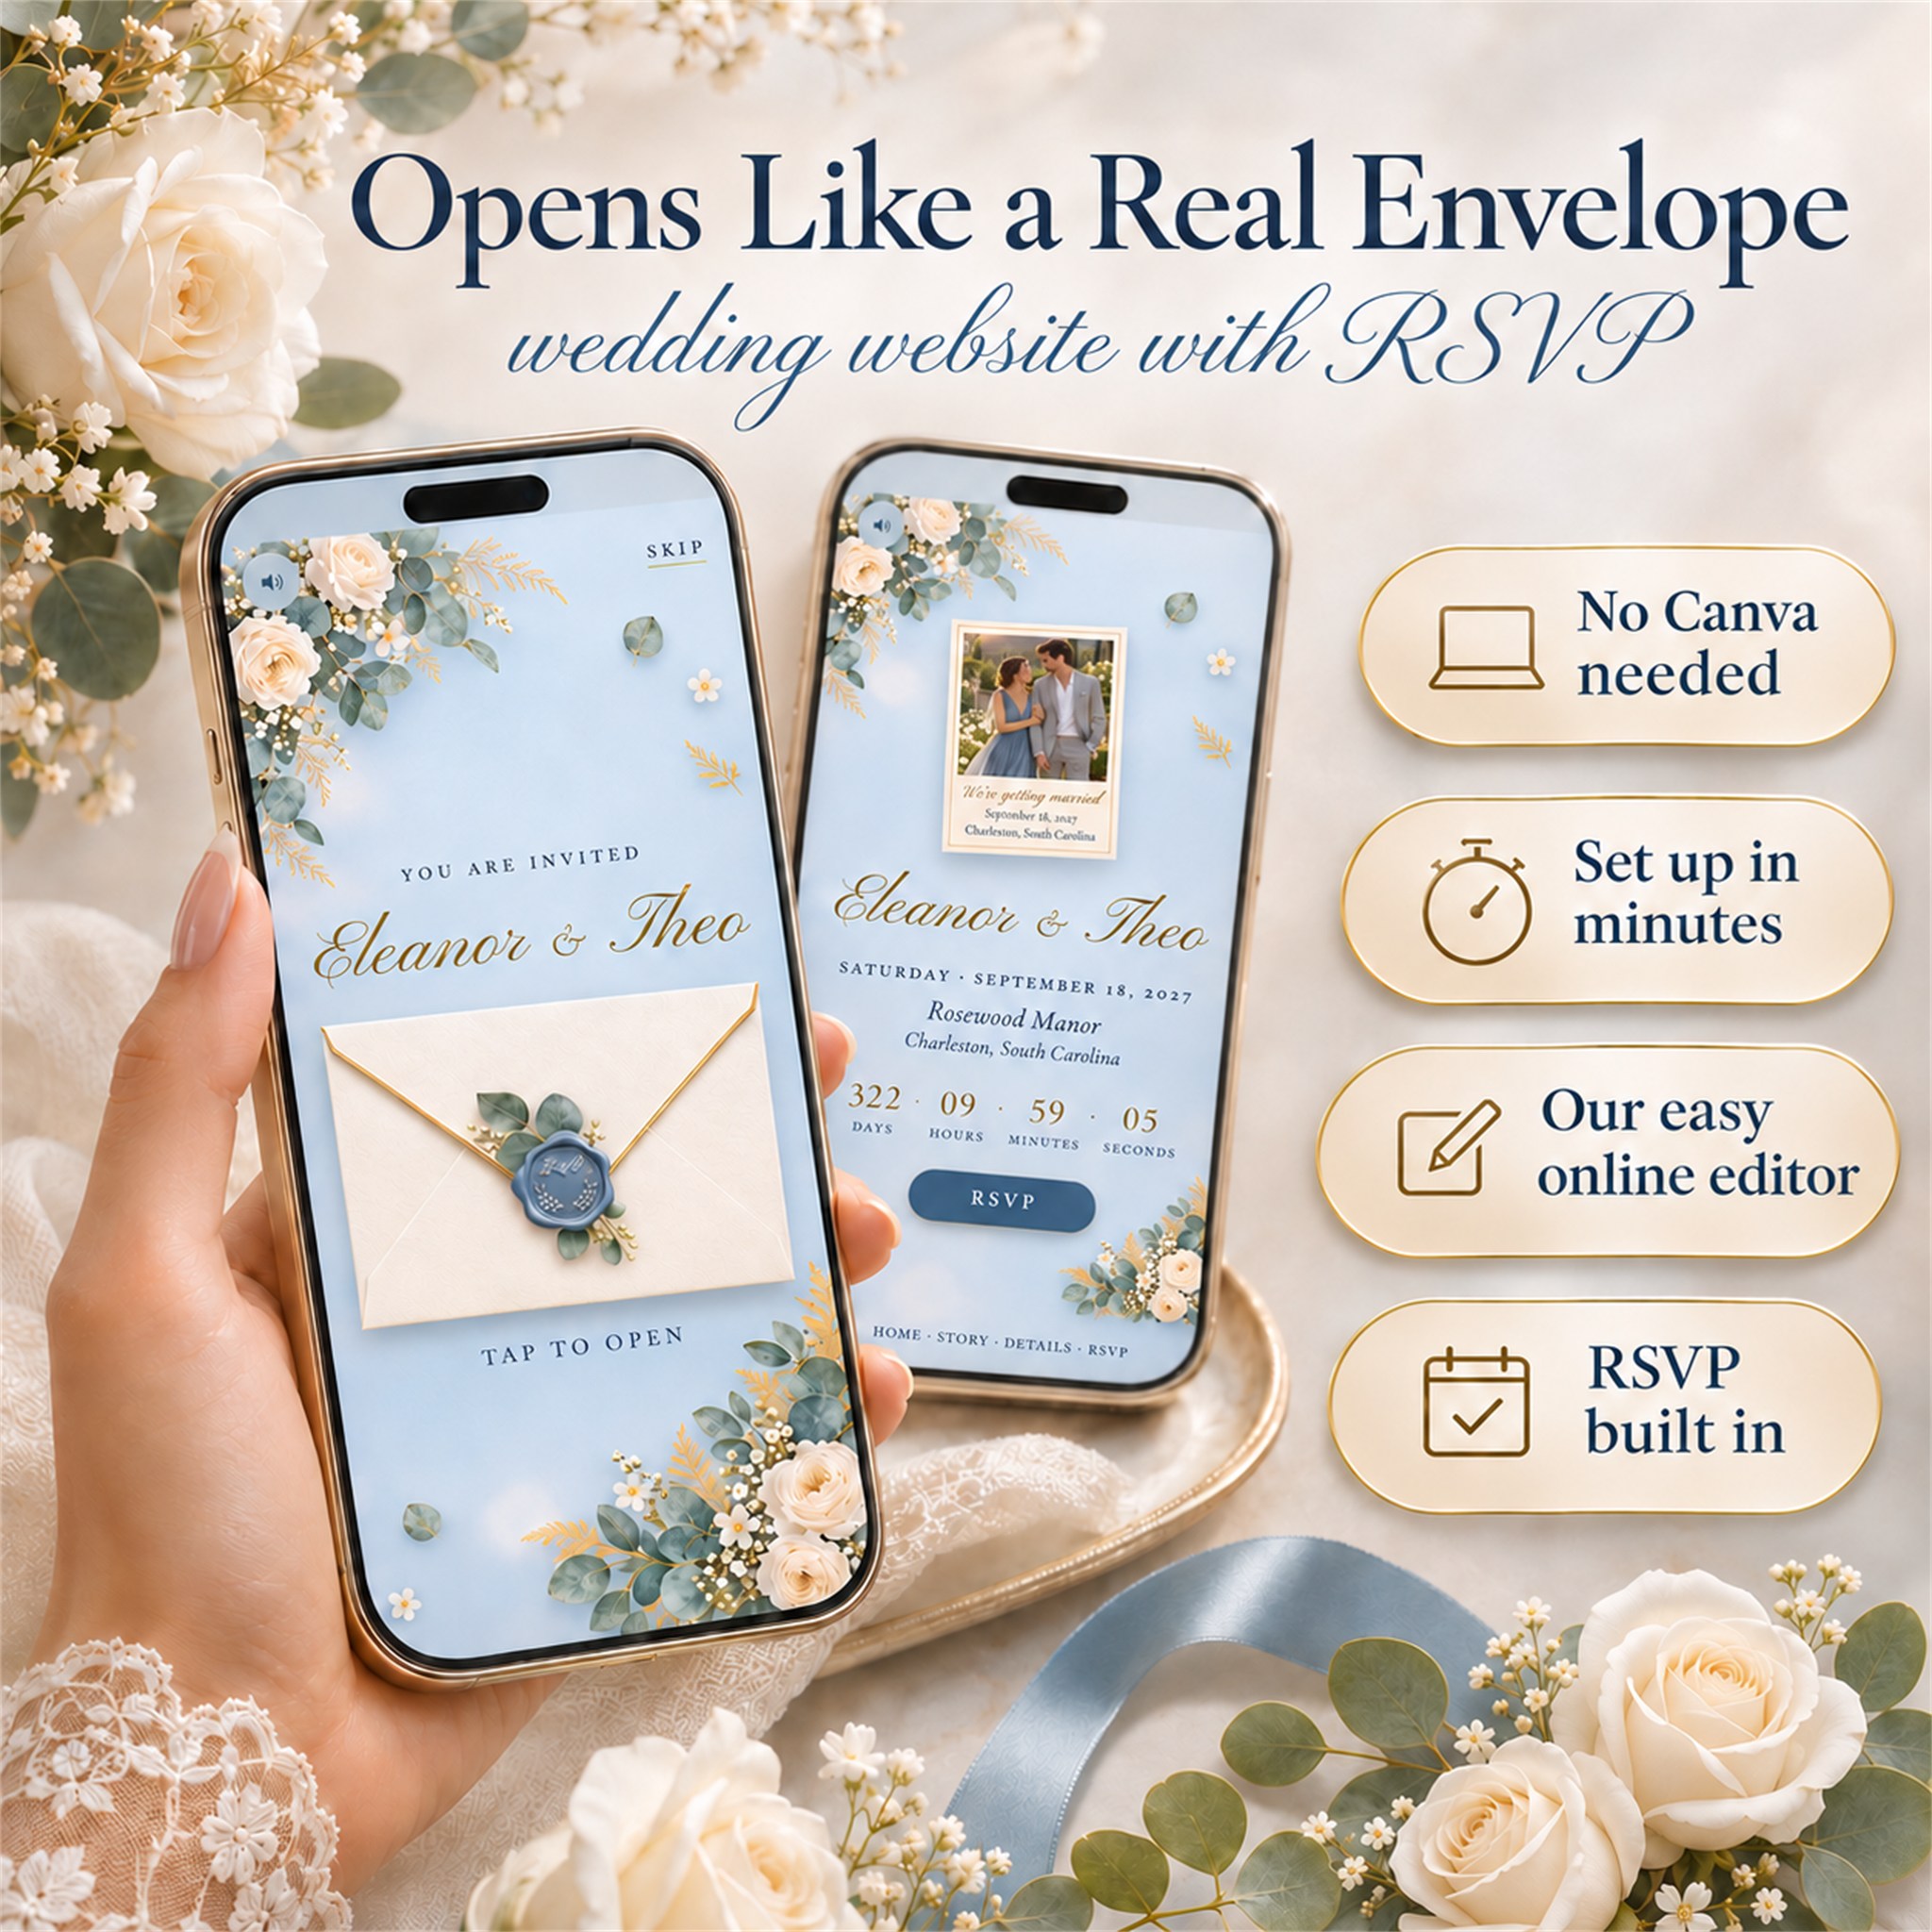 Opens Like a Real Envelope
wedding website with RSVP
SKIP
YOU ARE INVITED
Eleanor & Theo
TAP TO OPEN
We're getting married
September 18, 2027
Charleston, South Carolina
Eleanor & Theo
SATURDAY · SEPTEMBER 18, 2027
Rosewood Manor
Charleston, South Carolina
322 · 09 · 59 · 05
DAYS HOURS MINUTES SECONDS
RSVP
HOME · STORY · DETAILS · RSVP
No Canva
needed
Set up in
minutes
Our easy
online editor
RSVP
built in